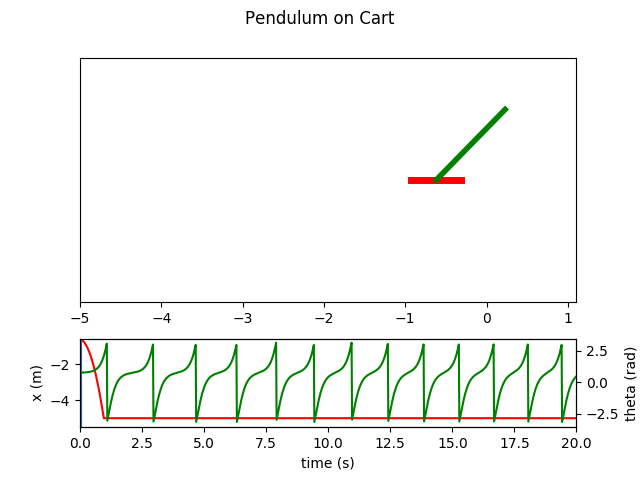 Pendulum on Cart
−5 −4 −3 −2 −1 0 1
−2
−4
x (m)
2.5
0.0
−2.5
theta (rad)
0.0 2.5 5.0 7.5 10.0 12.5 15.0 17.5 20.0
time (s)